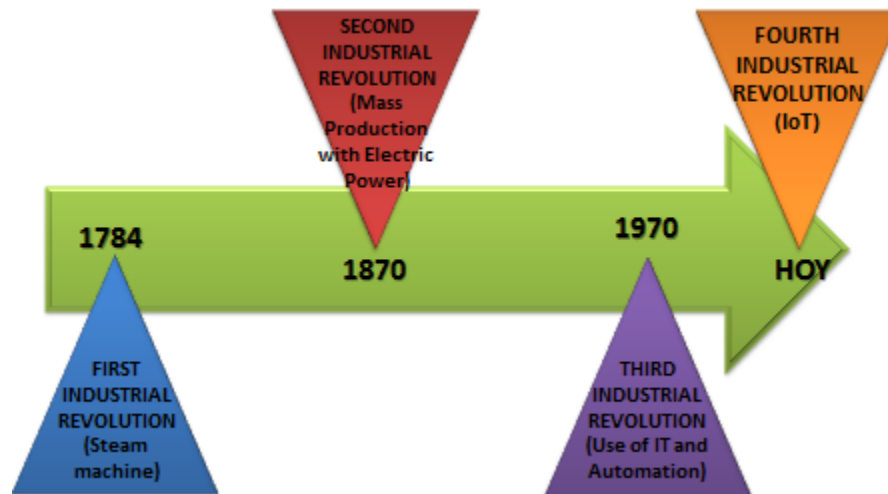 SECOND
INDUSTRIAL
REVOLUTION
(Mass
Production
with Electric
Power)
FOURTH
INDUSTRIAL
REVOLUTION
(IoT)
1784
1870
1970
HOY
FIRST
INDUSTRIAL
REVOLUTION
(Steam
machine)
THIRD
INDUSTRIAL
REVOLUTION
(Use of IT and
Automation)